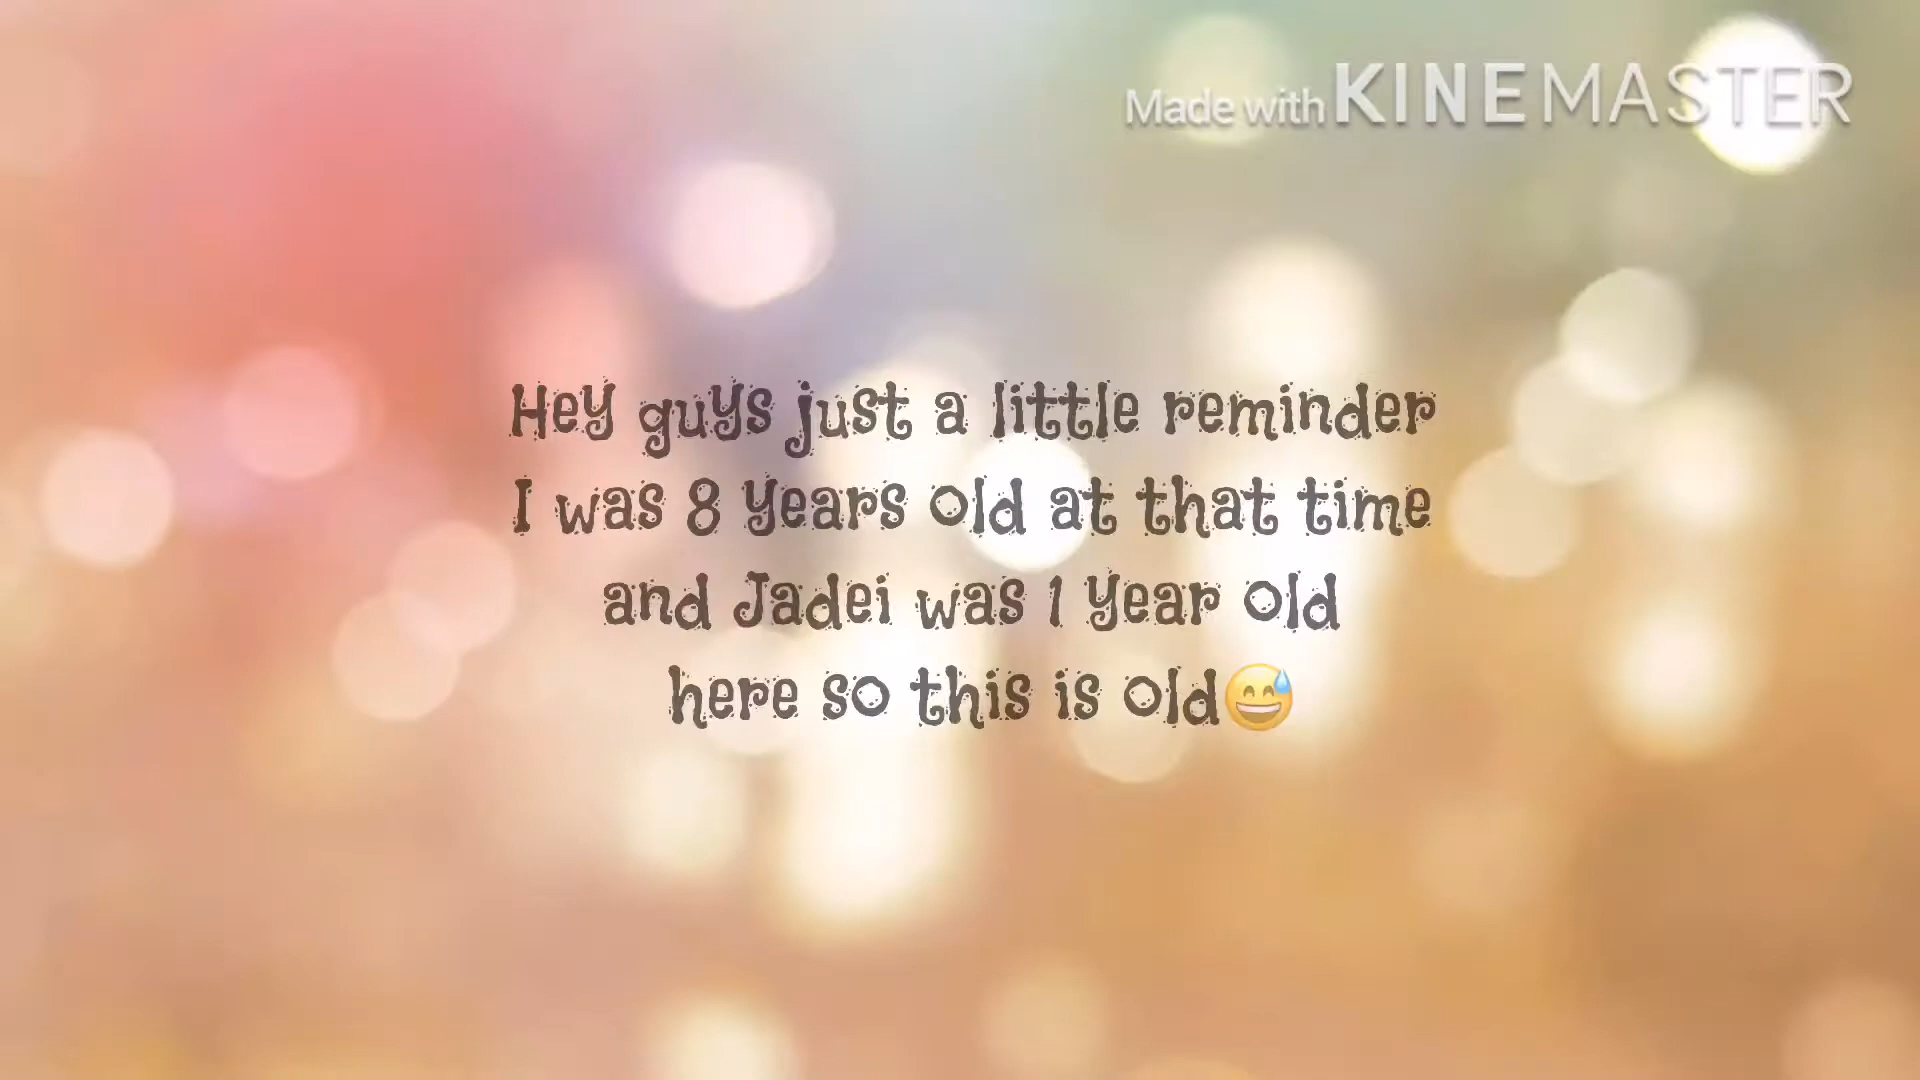 Made with KINEMASTER
Hey guys just a little reminder
I was 8 years old at that time
and Jadei was 1 year old
here so this is old😅